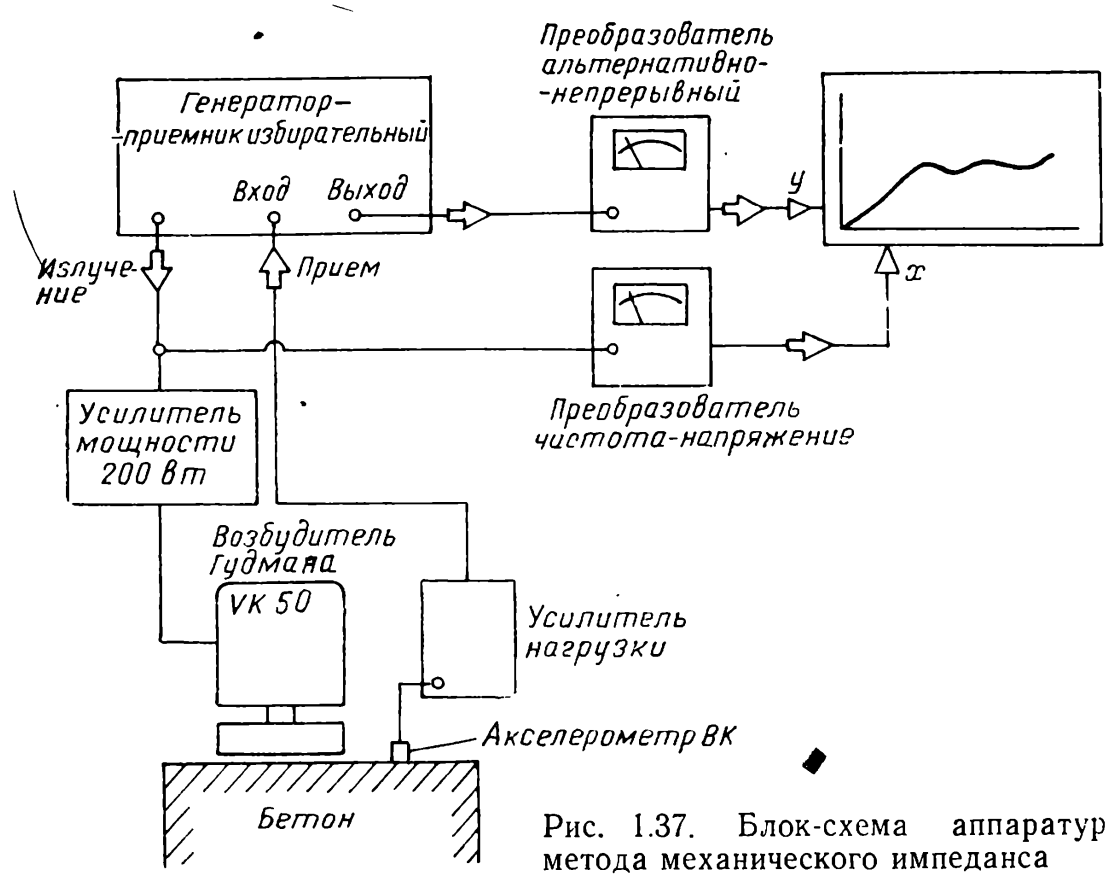 Преобразователь
альтернативно-
-непрерывный
Генератор-
-приемник избирательный
Вход
Выход
у
Излуче-
ние
Прием
х
Преобразователь
чистота-напряжение
Усилитель
мощности
200 вт
Возбудитель
Гудмана
VK 50
Усилитель
нагрузки
Акселерометр ВК
Бетон
Рис. 1.37. Блок-схема аппаратур
метода механического импеданса